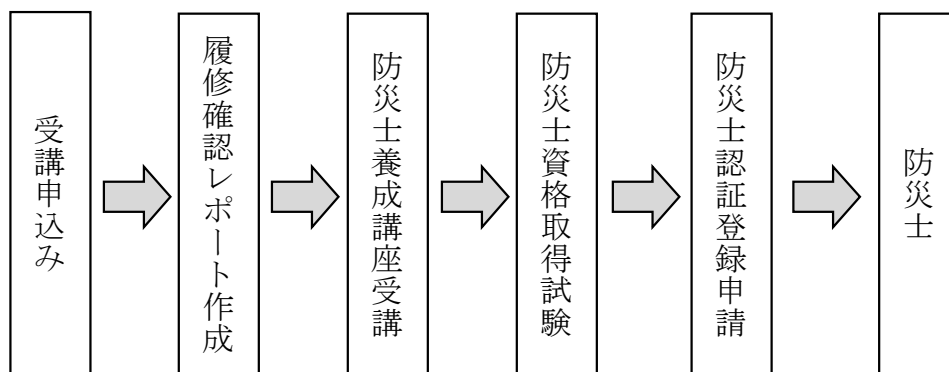 受講申込み
履修確認レポート作成
防災士養成講座受講
防災士資格取得試験
防災士認証登録申請
防災士